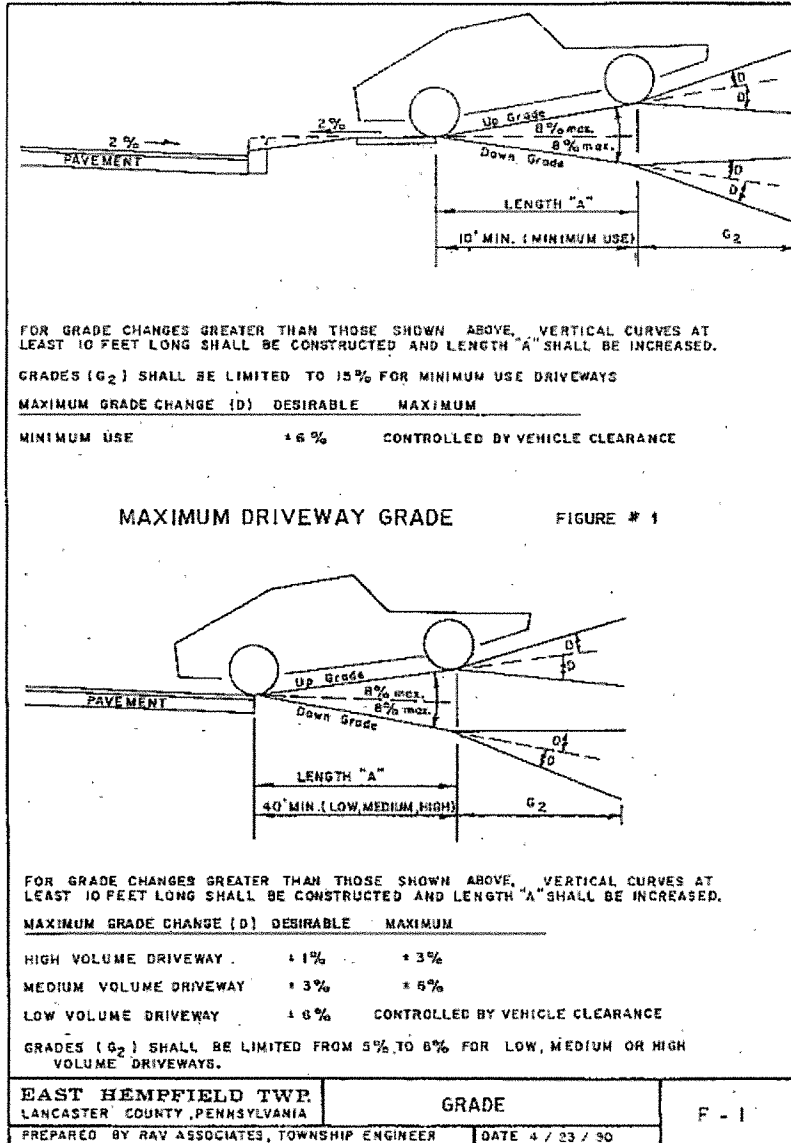 2%
PAVEMENT
2%
Up Grade
8% max.
8% max.
Down Grade
D
D
D
D
LENGTH "A"
10' MIN. (MINIMUM USE)
G2
FOR GRADE CHANGES GREATER THAN THOSE SHOWN ABOVE, VERTICAL CURVES AT
LEAST 10 FEET LONG SHALL BE CONSTRUCTED AND LENGTH "A" SHALL BE INCREASED.
GRADES (G2) SHALL BE LIMITED TO 15% FOR MINIMUM USE DRIVEWAYS
MAXIMUM GRADE CHANGE (D) DESIRABLE MAXIMUM
MINIMUM USE ±6% CONTROLLED BY VEHICLE CLEARANCE
MAXIMUM DRIVEWAY GRADE FIGURE # 1
PAVEMENT
Up Grade
8% max.
8% max.
Down Grade
D
D
D
D
LENGTH "A"
40' MIN. (LOW, MEDIUM, HIGH)
G2
FOR GRADE CHANGES GREATER THAN THOSE SHOWN ABOVE, VERTICAL CURVES AT
LEAST 10 FEET LONG SHALL BE CONSTRUCTED AND LENGTH "A" SHALL BE INCREASED.
MAXIMUM GRADE CHANGE (D) DESIRABLE MAXIMUM
HIGH VOLUME DRIVEWAY ±1% ±3%
MEDIUM VOLUME DRIVEWAY ±3% ±6%
LOW VOLUME DRIVEWAY ±6% CONTROLLED BY VEHICLE CLEARANCE
GRADES (G2) SHALL BE LIMITED FROM 5% TO 8% FOR LOW, MEDIUM OR HIGH
VOLUME DRIVEWAYS.
EAST HEMPFIELD TWP.
LANCASTER COUNTY, PENNSYLVANIA
GRADE
F - 1
PREPARED BY RAV ASSOCIATES, TOWNSHIP ENGINEER
DATE 4 / 23 / 90